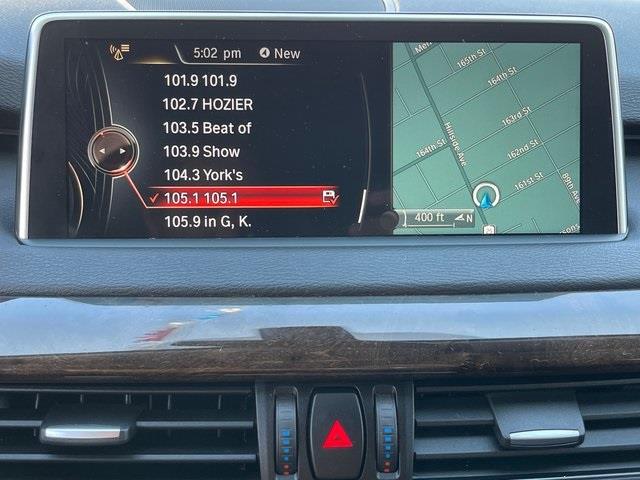 5:02 pm New
101.9 101.9
102.7 HOZIER
103.5 Beat of
103.9 Show
104.3 York's
105.1 105.1
105.9 in G, K.
165th St
164th St
163rd St
164th St
Hillside Ave
162nd St
161st St
89th Ave
400 ft N